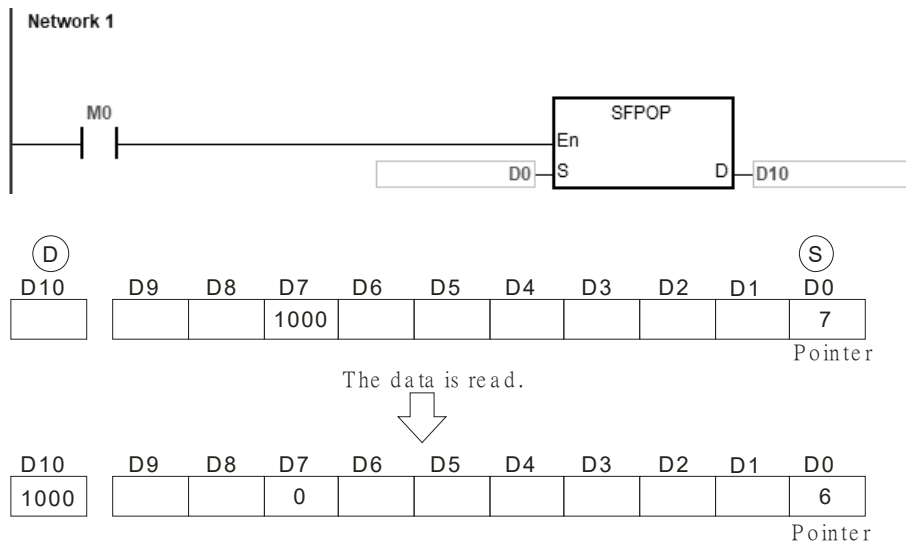 Network 1
M0
SFPOP
En
D0 S D D10
D S
D10 D9 D8 D7 D6 D5 D4 D3 D2 D1 D0
1000 7
Pointer
The data is read.
D10 D9 D8 D7 D6 D5 D4 D3 D2 D1 D0
1000 0 6
Pointer